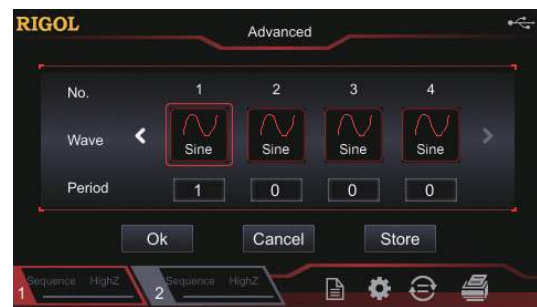 RIGOL Advanced
No. 1 2 3 4
Wave Sine Sine Sine Sine
Period 1 0 0 0
Ok Cancel Store
1 Sequence HighZ 2 Sequence HighZ